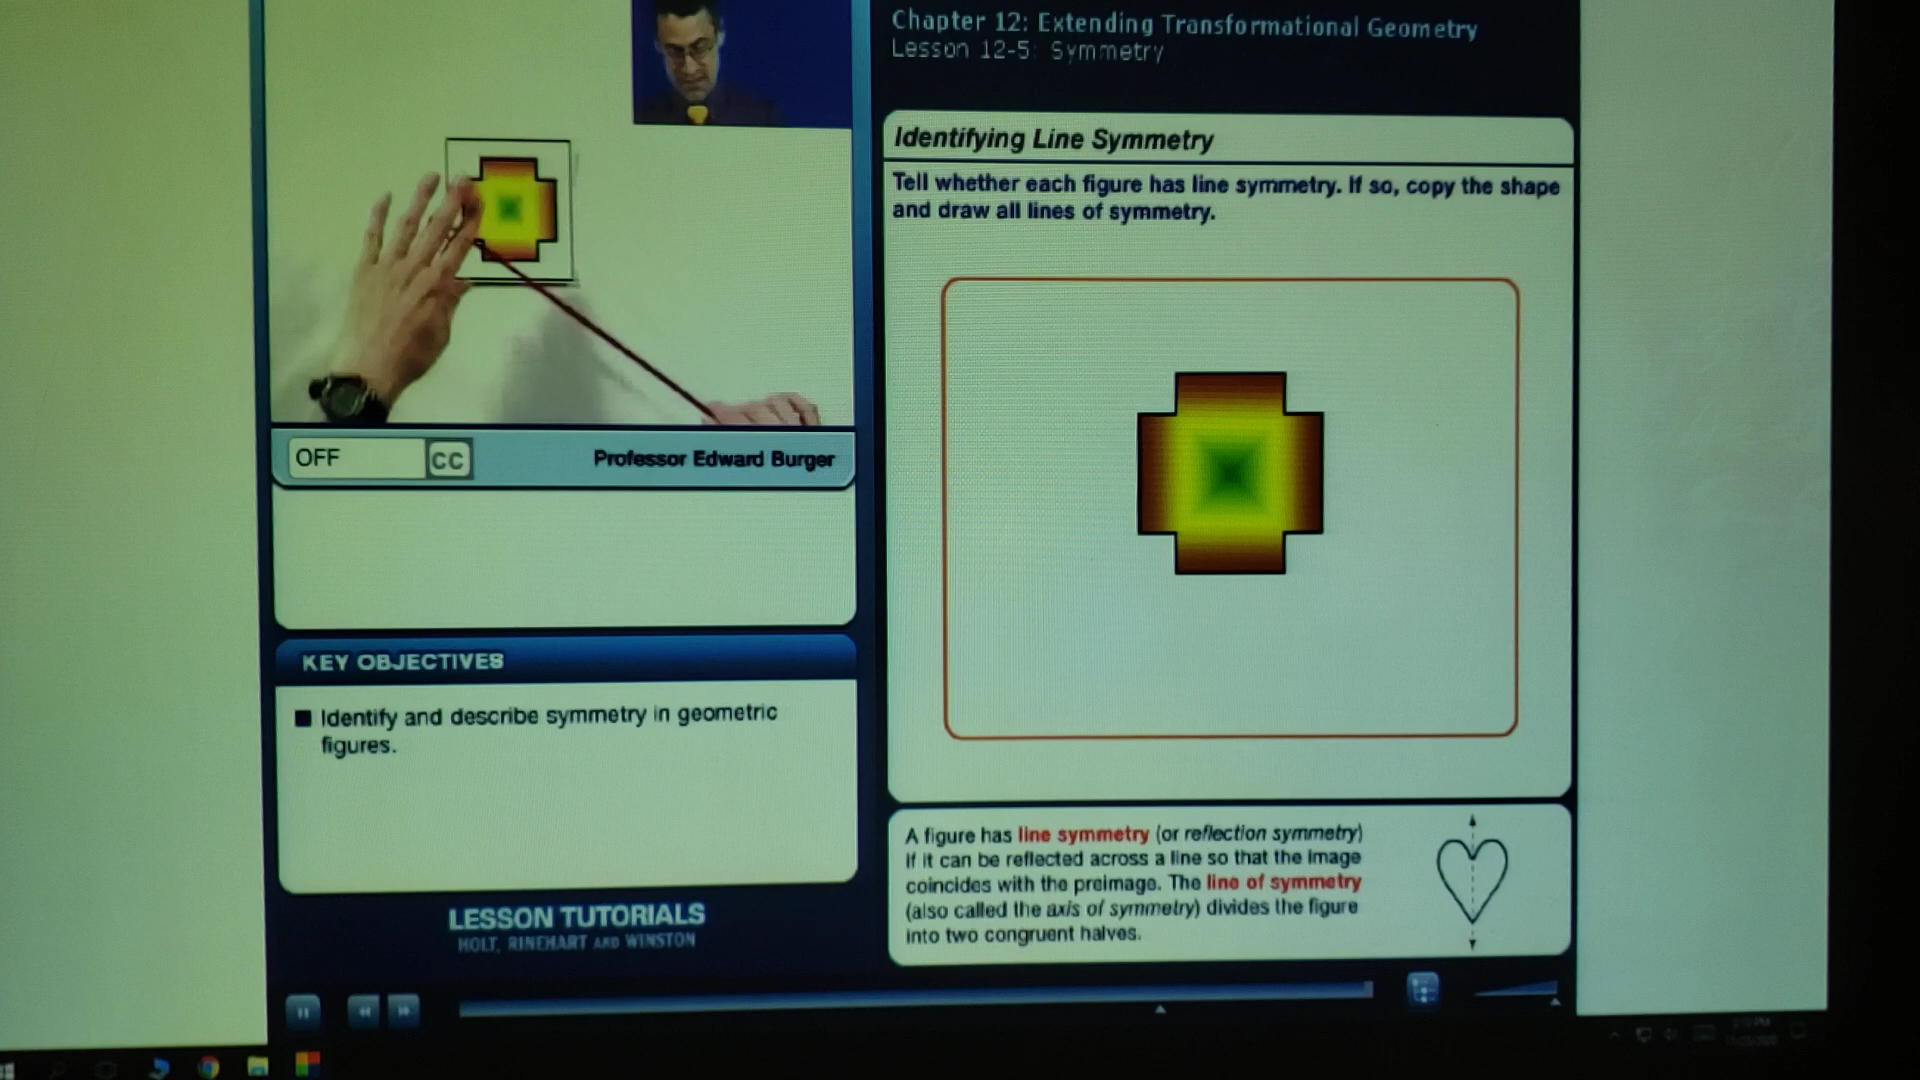 Chapter 12: Extending Transformational Geometry
Lesson 12-5: Symmetry
Identifying Line Symmetry
Tell whether each figure has line symmetry. If so, copy the shape
and draw all lines of symmetry.
OFF
CC
Professor Edward Burger
KEY OBJECTIVES
Identify and describe symmetry in geometric
figures.
LESSON TUTORIALS
HOLT, RINEHART AND WINSTON
A figure has line symmetry (or reflection symmetry)
if it can be reflected across a line so that the image
coincides with the preimage. The line of symmetry
(also called the axis of symmetry) divides the figure
into two congruent halves.